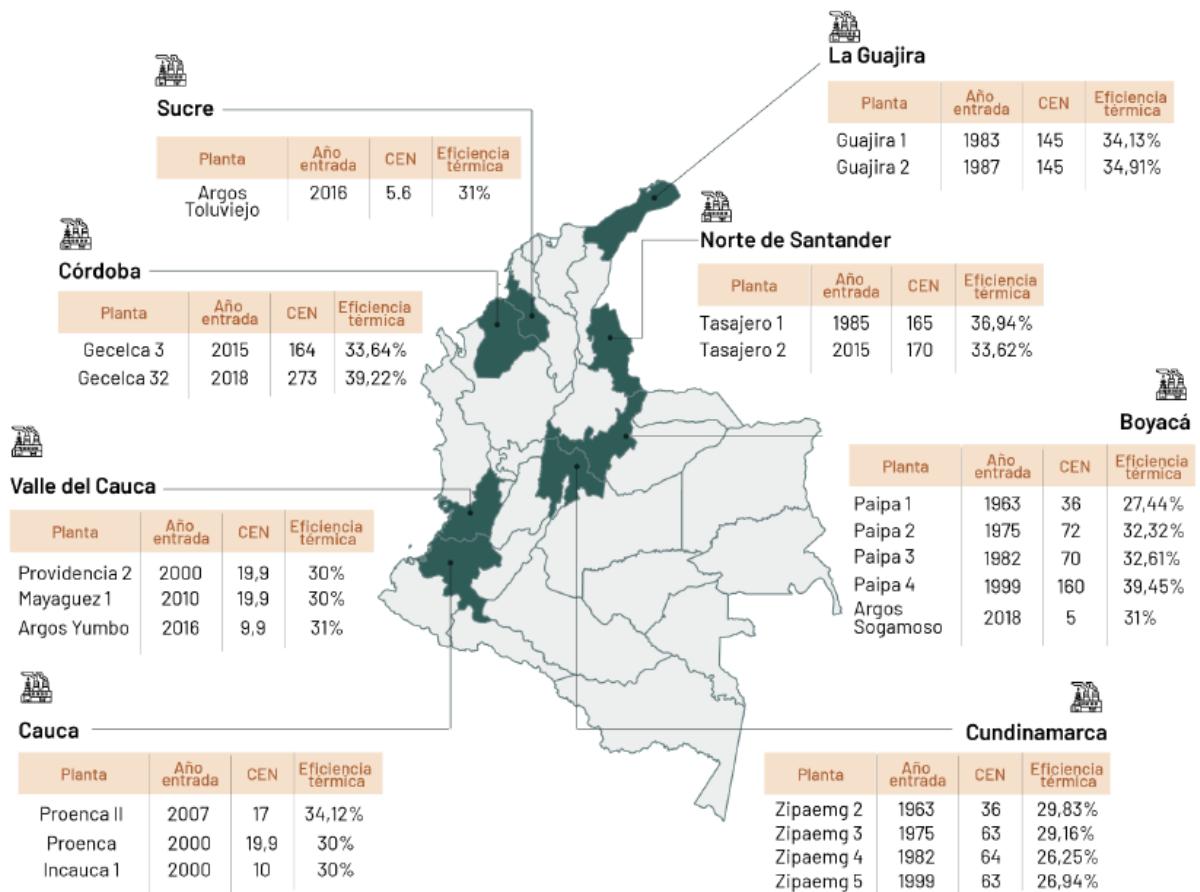 La Guajira
Planta Año entrada CEN Eficiencia térmica
Guajira 1 1983 145 34,13%
Guajira 2 1987 145 34,91%
Sucre
Planta Año entrada CEN Eficiencia térmica
Argos Toluviejo 2016 5.6 31%
Norte de Santander
Planta Año entrada CEN Eficiencia térmica
Tasajero 1 1985 165 36,94%
Tasajero 2 2015 170 33,62%
Córdoba
Planta Año entrada CEN Eficiencia térmica
Gecelca 3 2015 164 33,64%
Gecelca 32 2018 273 39,22%
Boyacá
Planta Año entrada CEN Eficiencia térmica
Paipa 1 1963 36 27,44%
Paipa 2 1975 72 32,32%
Paipa 3 1982 70 32,61%
Paipa 4 1999 160 39,45%
Argos Sogamoso 2018 5 31%
Valle del Cauca
Planta Año entrada CEN Eficiencia térmica
Providencia 2 2000 19,9 30%
Mayaguez 1 2010 19,9 30%
Argos Yumbo 2016 9,9 31%
Cauca
Planta Año entrada CEN Eficiencia térmica
Proenca II 2007 17 34,12%
Proenca 2000 19,9 30%
Incauca 1 2000 10 30%
Cundinamarca
Planta Año entrada CEN Eficiencia térmica
Zipaemg 2 1963 36 29,83%
Zipaemg 3 1975 63 29,16%
Zipaemg 4 1982 64 26,25%
Zipaemg 5 1999 63 26,94%